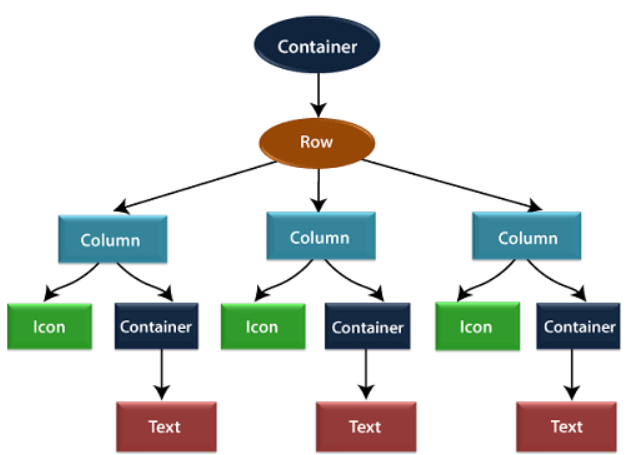 Container
Row
Column
Column
Column
Icon
Container
Icon
Container
Icon
Container
Text
Text
Text